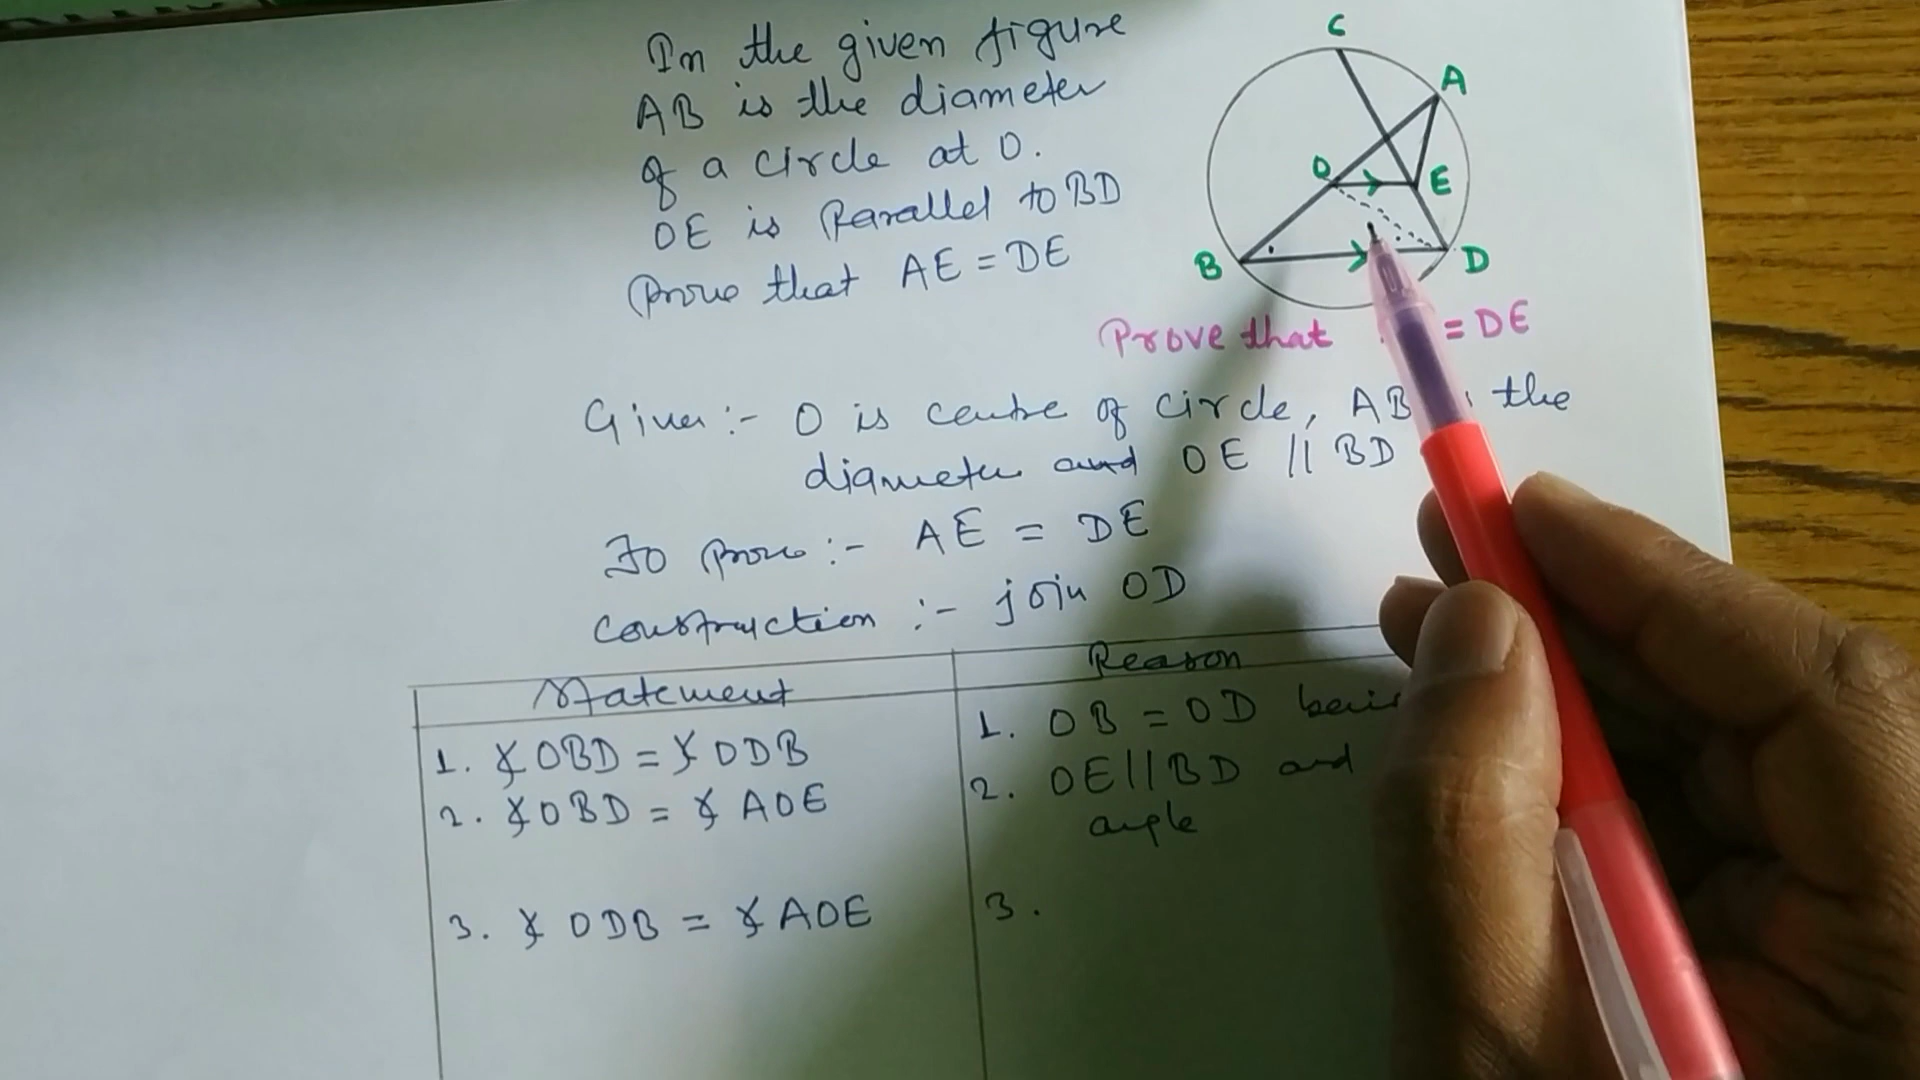 In the given figure
AB is the diameter
of a circle at O.
OE is Parallel to BD
Prove that AE = DE
C
A
O
E
B
D
Prove that = DE
Given :- O is centre of circle, AB the
diameter and OE // BD
To prove :- AE = DE
construction :- join OD
Statement
Reason
1. ∡ OBD = ∡ ODB
1. OB = OD
2. ∡ OBD = ∡ AOE
2. OE // BD and
angle
3. ∡ ODB = ∡ AOE
3.